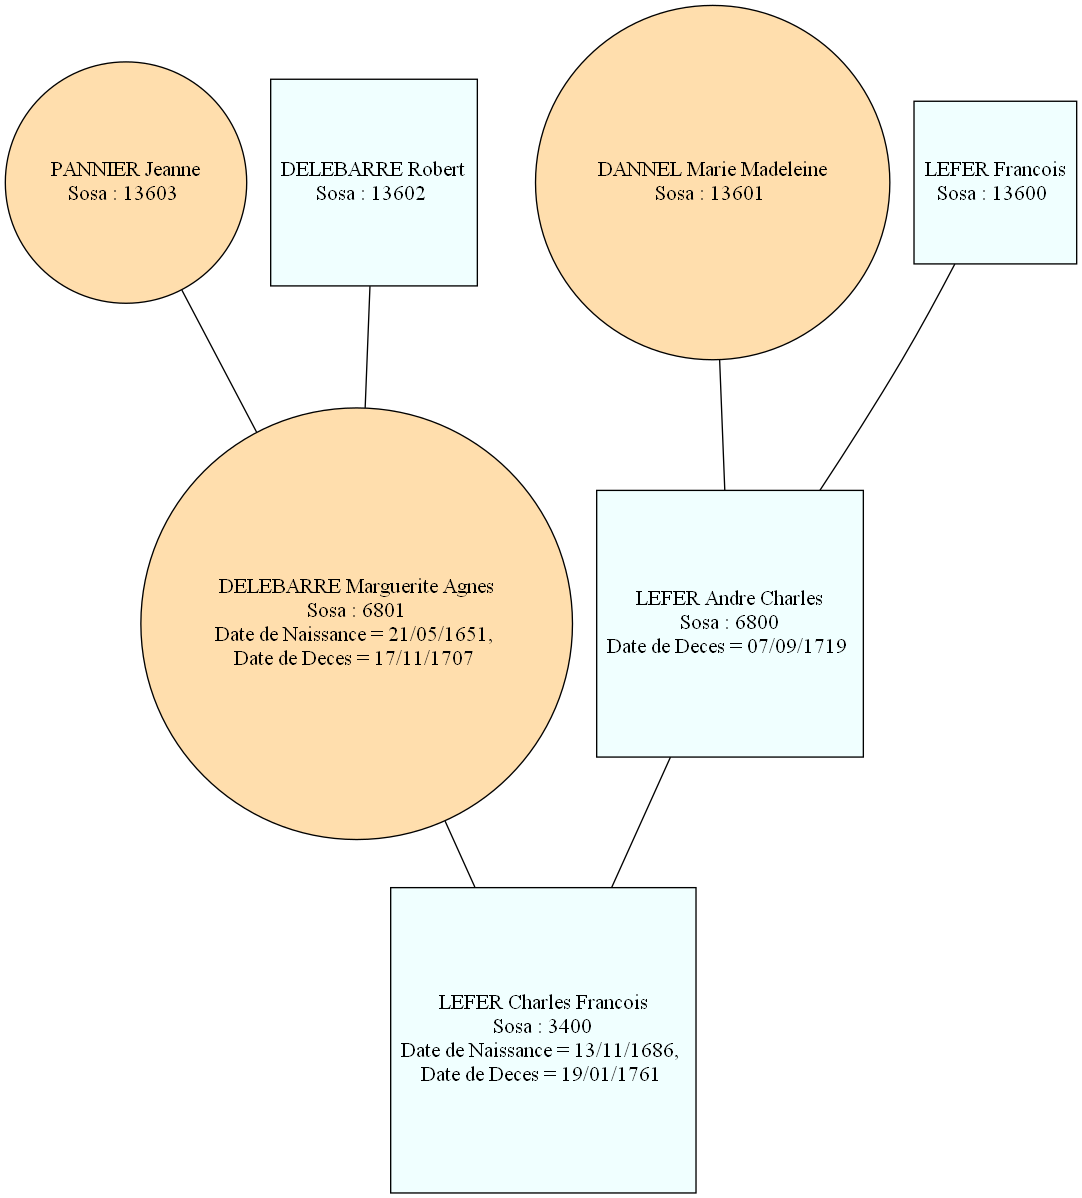 PANNIER Jeanne
Sosa : 13603
DELEBARRE Robert
Sosa : 13602
DANNEL Marie Madeleine
Sosa : 13601
LEFER Francois
Sosa : 13600
DELEBARRE Marguerite Agnes
Sosa : 6801
Date de Naissance = 21/05/1651,
Date de Deces = 17/11/1707
LEFER Andre Charles
Sosa : 6800
Date de Deces = 07/09/1719
LEFER Charles Francois
Sosa : 3400
Date de Naissance = 13/11/1686,
Date de Deces = 19/01/1761